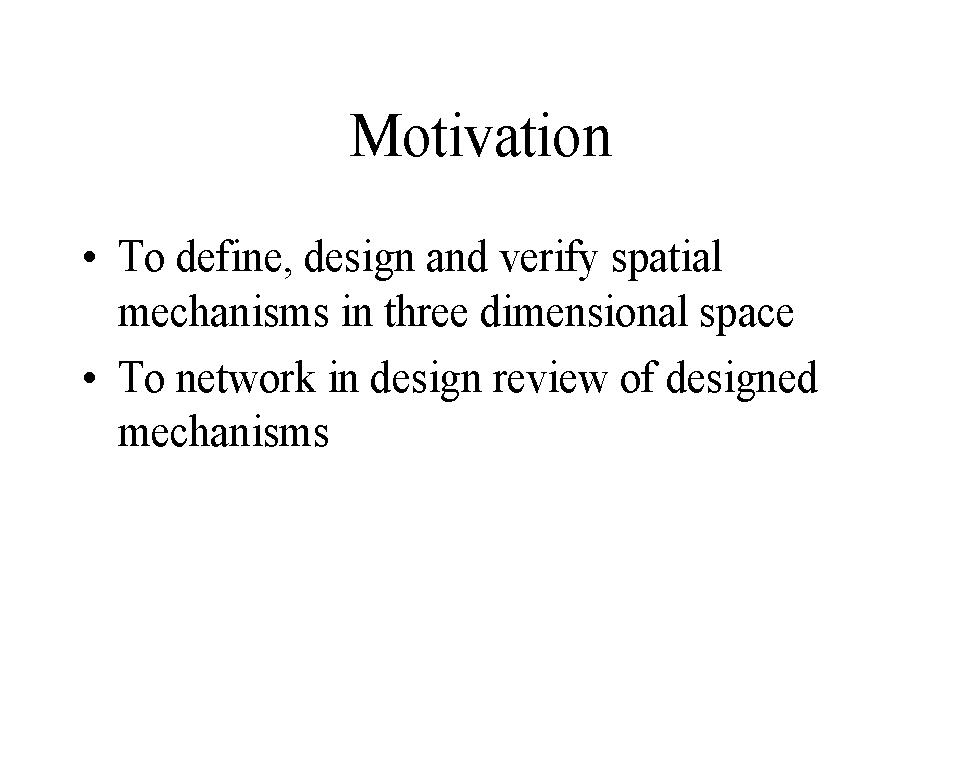 Motivation
• To define, design and verify spatial
mechanisms in three dimensional space
• To network in design review of designed
mechanisms